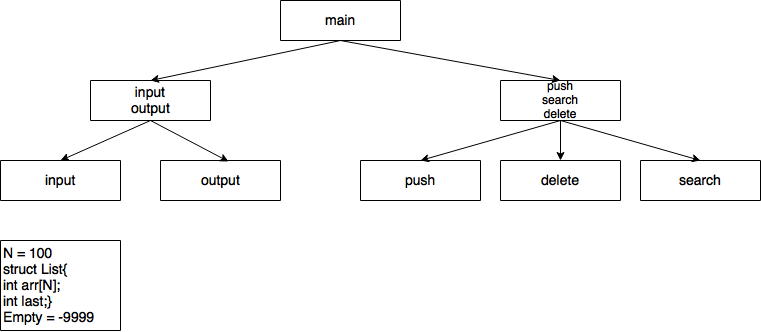 main
input
output
push
search
delete
input
output
push
delete
search
N = 100
struct List{
int arr[N];
int last;}
Empty = -9999